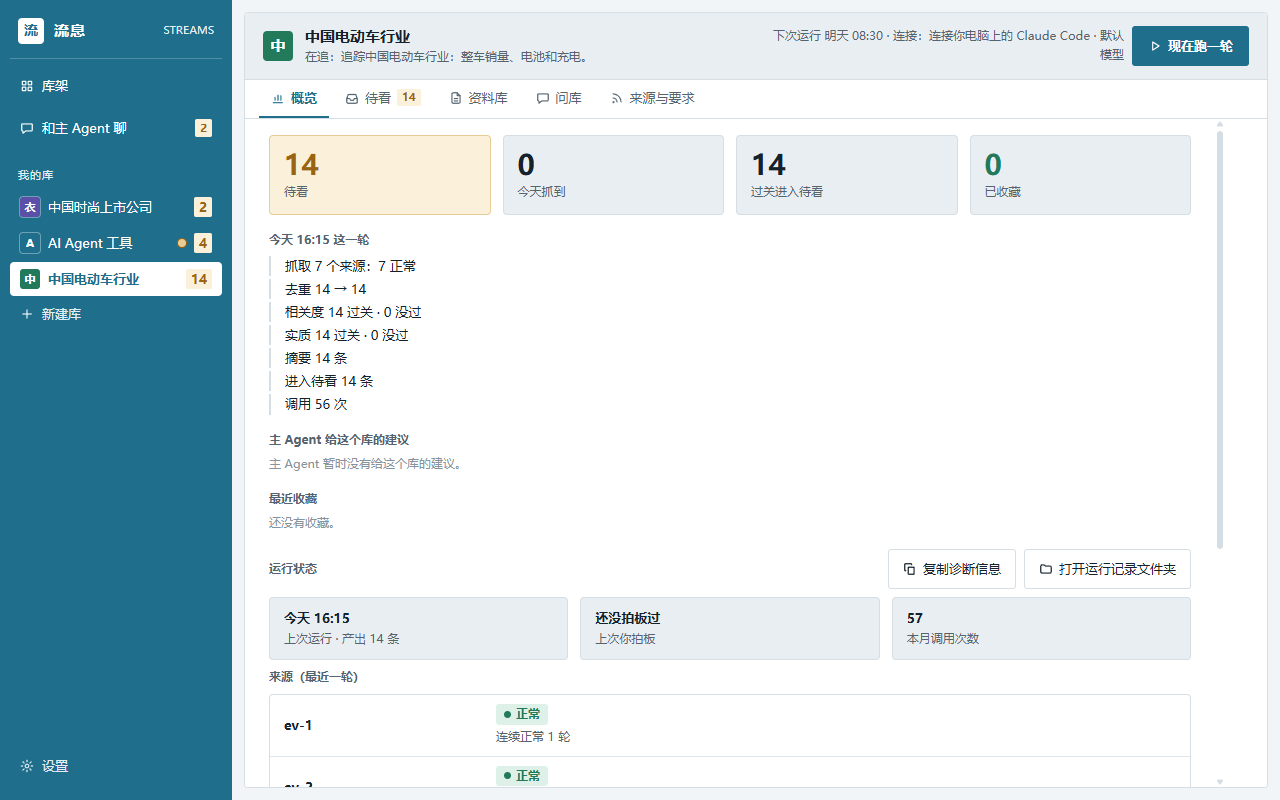 流 流息 STREAMS
库架
和主 Agent 聊 2
我的库
衣 中国时尚上市公司 2
A AI Agent 工具 4
中 中国电动车行业 14
新建库
设置
中 中国电动车行业
在追：追踪中国电动车行业：整车销量、电池和充电。
下次运行 明天 08:30 · 连接：连接你电脑上的 Claude Code · 默认
模型
现在跑一轮
概览 待看 14 资料库 问库 来源与要求
14
待看
0
今天抓到
14
过关进入待看
0
已收藏
今天 16:15 这一轮
抓取 7 个来源：7 正常
去重 14 → 14
相关度 14 过关 · 0 没过
实质 14 过关 · 0 没过
摘要 14 条
进入待看 14 条
调用 56 次
主 Agent 给这个库的建议
主 Agent 暂时没有给这个库的建议。
最近收藏
还没有收藏。
运行状态 复制诊断信息 打开运行记录文件夹
今天 16:15
上次运行 · 产出 14 条
还没拍板过
上次你拍板
57
本月调用次数
来源（最近一轮）
ev-1
正常
连续正常 1 轮
ev-2
正常